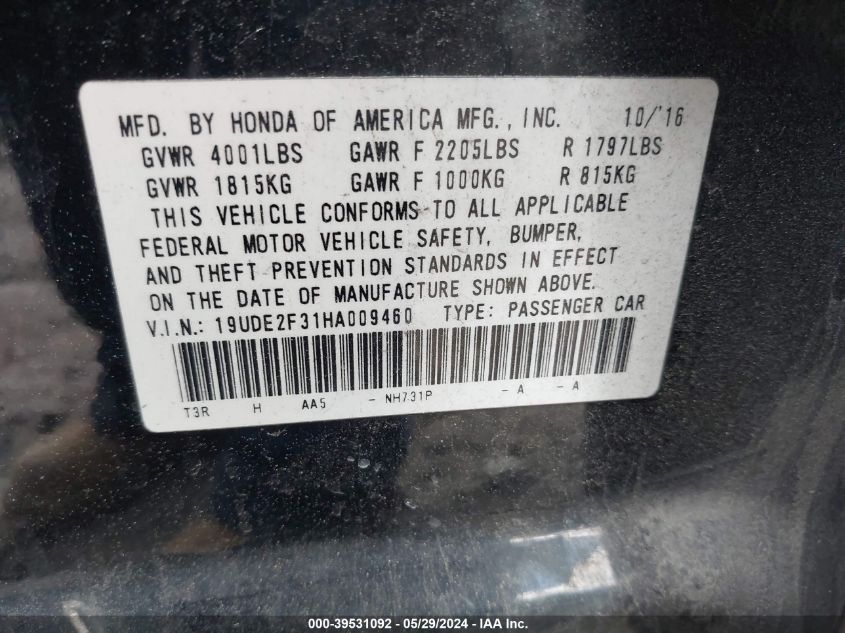 MFD. BY HONDA OF AMERICA MFG., INC. 10/'16
GVWR 4001LBS GAWR F 2205LBS R 1797LBS
GVWR 1815KG GAWR F 1000KG R 815KG
THIS VEHICLE CONFORMS TO ALL APPLICABLE
FEDERAL MOTOR VEHICLE SAFETY, BUMPER,
AND THEFT PREVENTION STANDARDS IN EFFECT
ON THE DATE OF MANUFACTURE SHOWN ABOVE.
V.I.N.: 19UDE2F31HA009460 TYPE: PASSENGER CAR
T3R H AA5 - NH731P - A - A
000-39531092 - 05/29/2024 - IAA Inc.